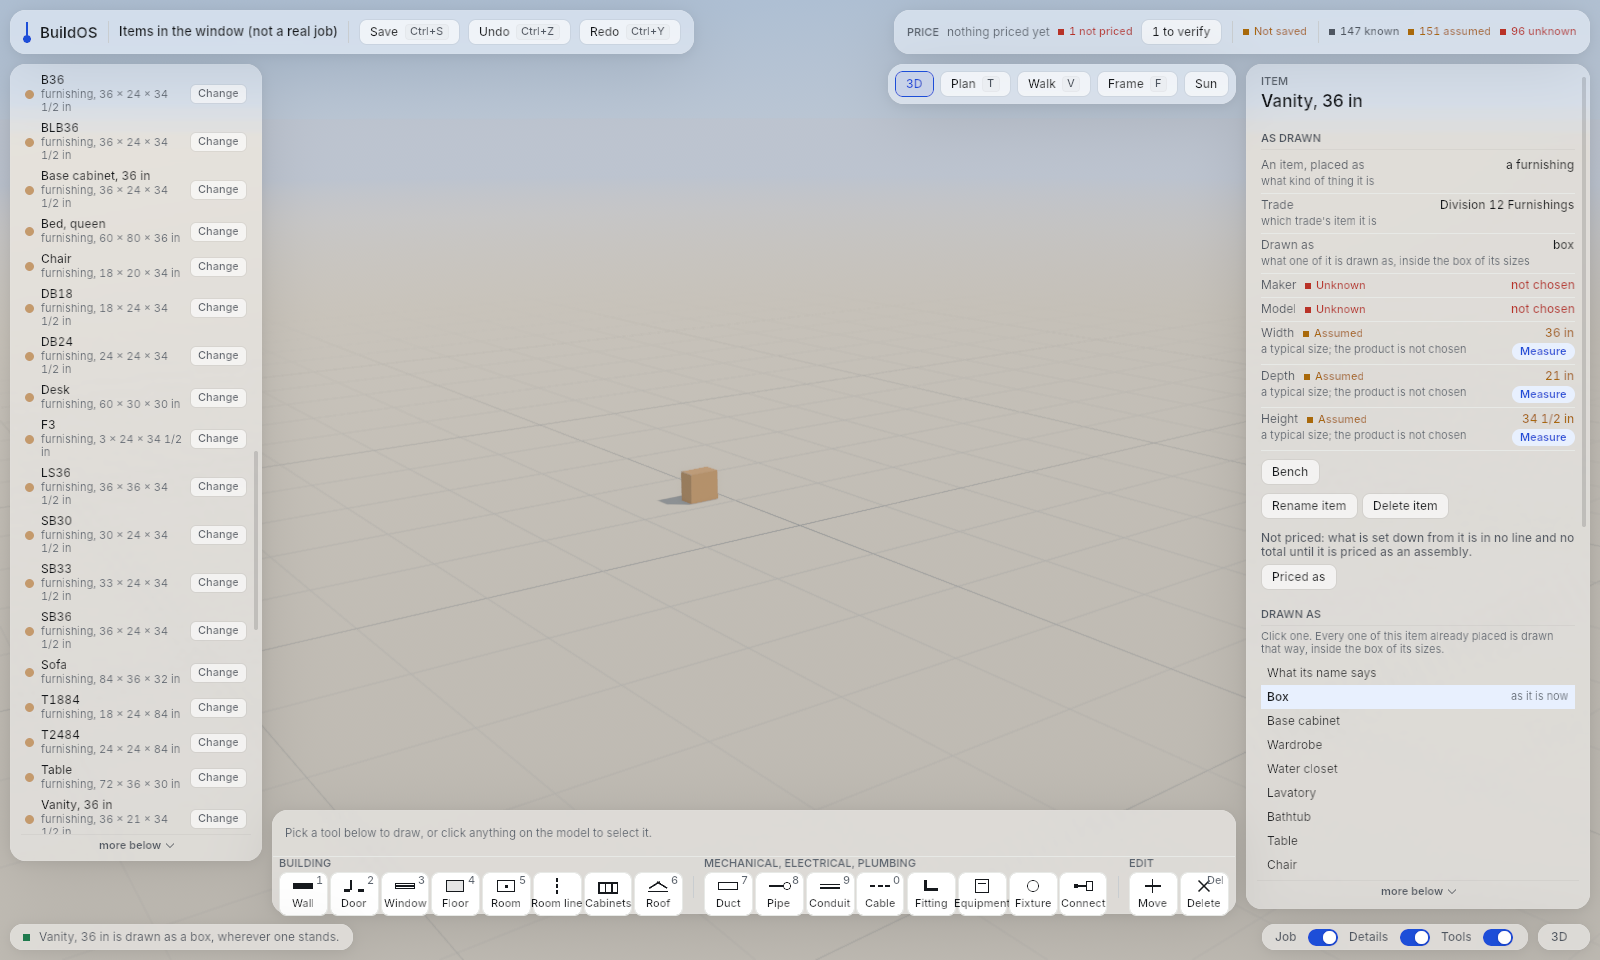 BuildOS
Items in the window (not a real job)
Save Ctrl+S
Undo Ctrl+Z
Redo Ctrl+Y
PRICE nothing priced yet 1 not priced 1 to verify Not saved 147 known 151 assumed 96 unknown
3D
Plan T
Walk V
Frame F
Sun
B36
furnishing, 36 × 24 × 34
1/2 in
Change
BLB36
furnishing, 36 × 24 × 34
1/2 in
Change
Base cabinet, 36 in
furnishing, 36 × 24 × 34
1/2 in
Change
Bed, queen
furnishing, 60 × 80 × 36 in
Change
Chair
furnishing, 18 × 20 × 34 in
Change
DB18
furnishing, 18 × 24 × 34
1/2 in
Change
DB24
furnishing, 24 × 24 × 34
1/2 in
Change
Desk
furnishing, 60 × 30 × 30 in
Change
F3
furnishing, 3 × 24 × 34 1/2
in
Change
LS36
furnishing, 36 × 36 × 34
1/2 in
Change
SB30
furnishing, 30 × 24 × 34
1/2 in
Change
SB33
furnishing, 33 × 24 × 34
1/2 in
Change
SB36
furnishing, 36 × 24 × 34
1/2 in
Change
Sofa
furnishing, 84 × 36 × 32 in
Change
T1884
furnishing, 18 × 24 × 84 in
Change
T2484
furnishing, 24 × 24 × 84 in
Change
Table
furnishing, 72 × 36 × 30 in
Change
Vanity, 36 in
furnishing, 36 × 21 × 34
1/2 in
Change
more below
ITEM
Vanity, 36 in
AS DRAWN
An item, placed as a furnishing
what kind of thing it is
Trade Division 12 Furnishings
which trade's item it is
Drawn as box
what one of it is drawn as, inside the box of its sizes
Maker Unknown not chosen
Model Unknown not chosen
Width Assumed 36 in
a typical size; the product is not chosen Measure
Depth Assumed 21 in
a typical size; the product is not chosen Measure
Height Assumed 34 1/2 in
a typical size; the product is not chosen Measure
Bench
Rename item Delete item
Not priced: what is set down from it is in no line and no
total until it is priced as an assembly.
Priced as
DRAWN AS
Click one. Every one of this item already placed is drawn
that way, inside the box of its sizes.
What its name says
Box as it is now
Base cabinet
Wardrobe
Water closet
Lavatory
Bathtub
Table
Chair
more below
Pick a tool below to draw, or click anything on the model to select it.
BUILDING
1 Wall
2 Door
3 Window
4 Floor
5 Room
Room line
Cabinets
6 Roof
MECHANICAL, ELECTRICAL, PLUMBING
7 Duct
8 Pipe
9 Conduit
0 Cable
Fitting
Equipment
Fixture
Connect
EDIT
Move
Del Delete
Vanity, 36 in is drawn as a box, wherever one stands.
Job Details Tools 3D